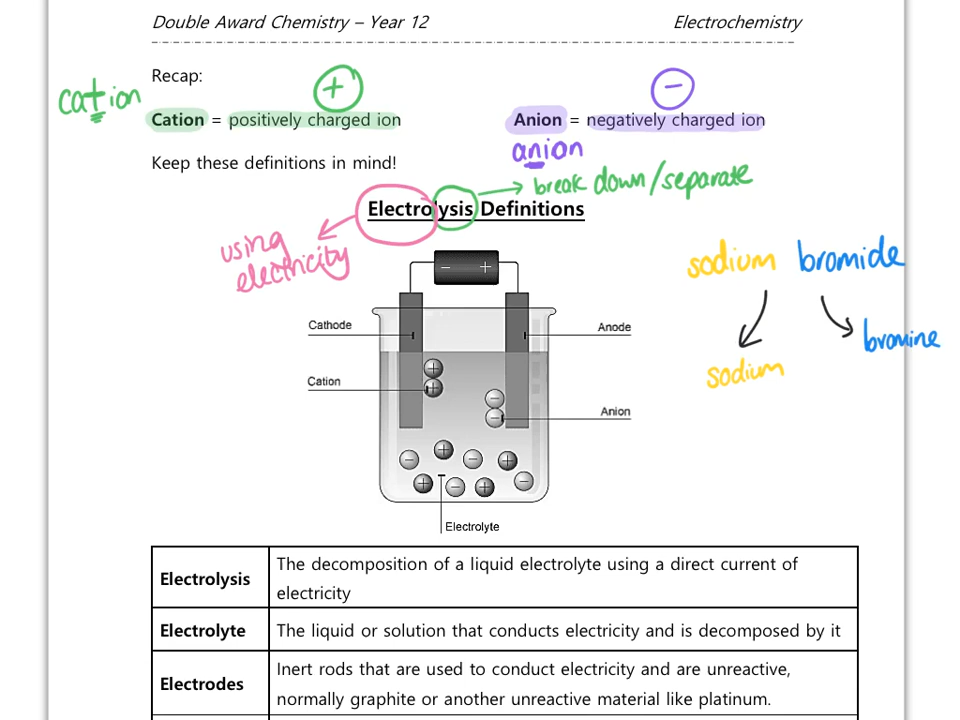 Double Award Chemistry – Year 12 Electrochemistry
Recap:
+ −
cation
Cation = positively charged ion Anion = negatively charged ion
anion
Keep these definitions in mind!
break down/separate
Electrolysis Definitions
using
electricity
sodium bromide
− +
Cathode Anode
bromine
sodium
Cation
Anion
Electrolyte
Electrolysis The decomposition of a liquid electrolyte using a direct current of
electricity
Electrolyte The liquid or solution that conducts electricity and is decomposed by it
Electrodes Inert rods that are used to conduct electricity and are unreactive,
normally graphite or another unreactive material like platinum.